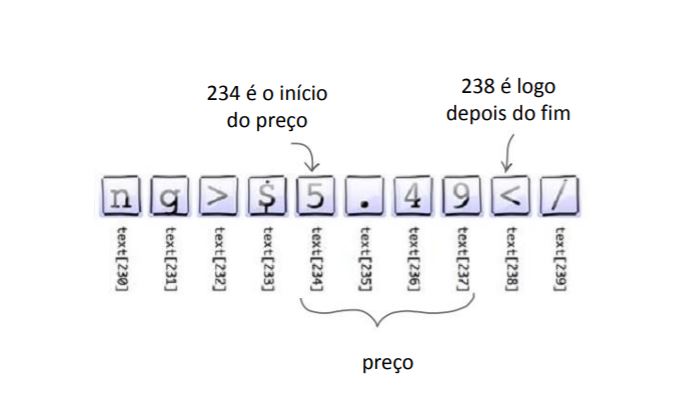 234 é o início
do preço
238 é logo
depois do fim
n g > $ 5 . 4 9 < /
text[230] text[231] text[232] text[233] text[234] text[235] text[236] text[237] text[238] text[239]
preço